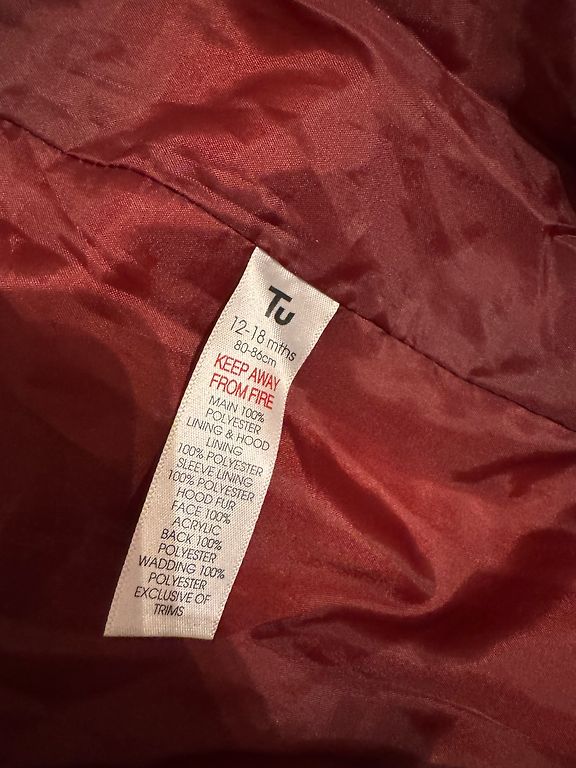 Tu
12-18 mths
80-86cm
KEEP AWAY
FROM FIRE
MAIN 100%
POLYESTER
LINING & HOOD
LINING
100% POLYESTER
SLEEVE LINING
100% POLYESTER
HOOD FUR
FACE 100%
ACRYLIC
BACK 100%
POLYESTER
WADDING 100%
POLYESTER
EXCLUSIVE OF
TRIMS